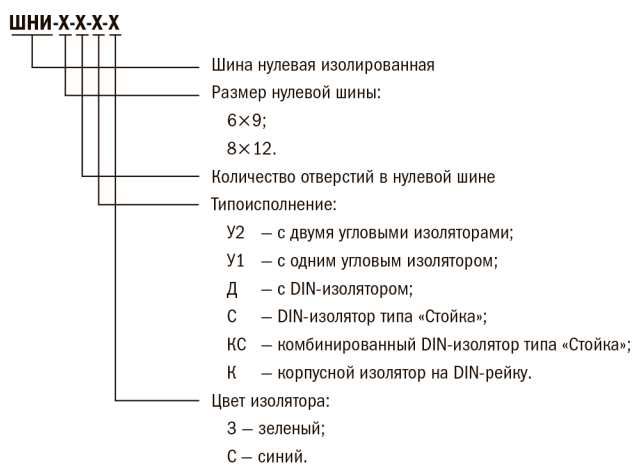 ШНИ-Х-Х-Х-Х
Шина нулевая изолированная
Размер нулевой шины:
6×9;
8×12.
Количество отверстий в нулевой шине
Типоисполнение:
У2 – с двумя угловыми изоляторами;
У1 – с одним угловым изолятором;
Д – с DIN-изолятором;
С – DIN-изолятор типа «Стойка»;
КС – комбинированный DIN-изолятор типа «Стойка»;
К – корпусной изолятор на DIN-рейку.
Цвет изолятора:
З – зеленый;
С – синий.